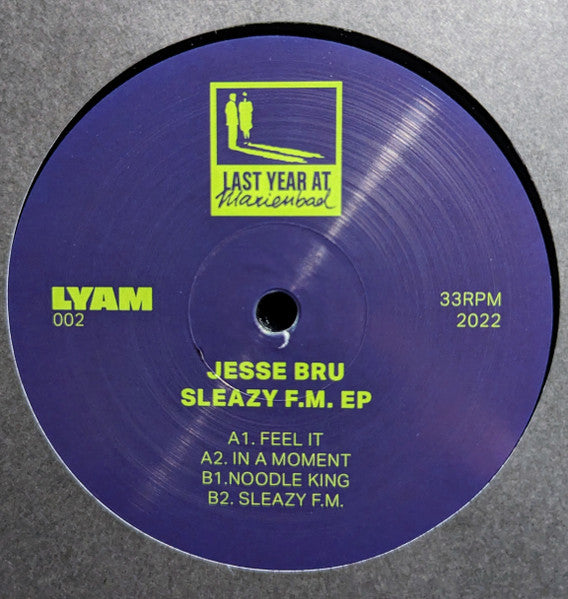 LAST YEAR AT
Marienbad
LYAM
002
33RPM
2022
JESSE BRU
SLEAZY F.M. EP
A1. FEEL IT
A2. IN A MOMENT
B1.NOODLE KING
B2. SLEAZY F.M.